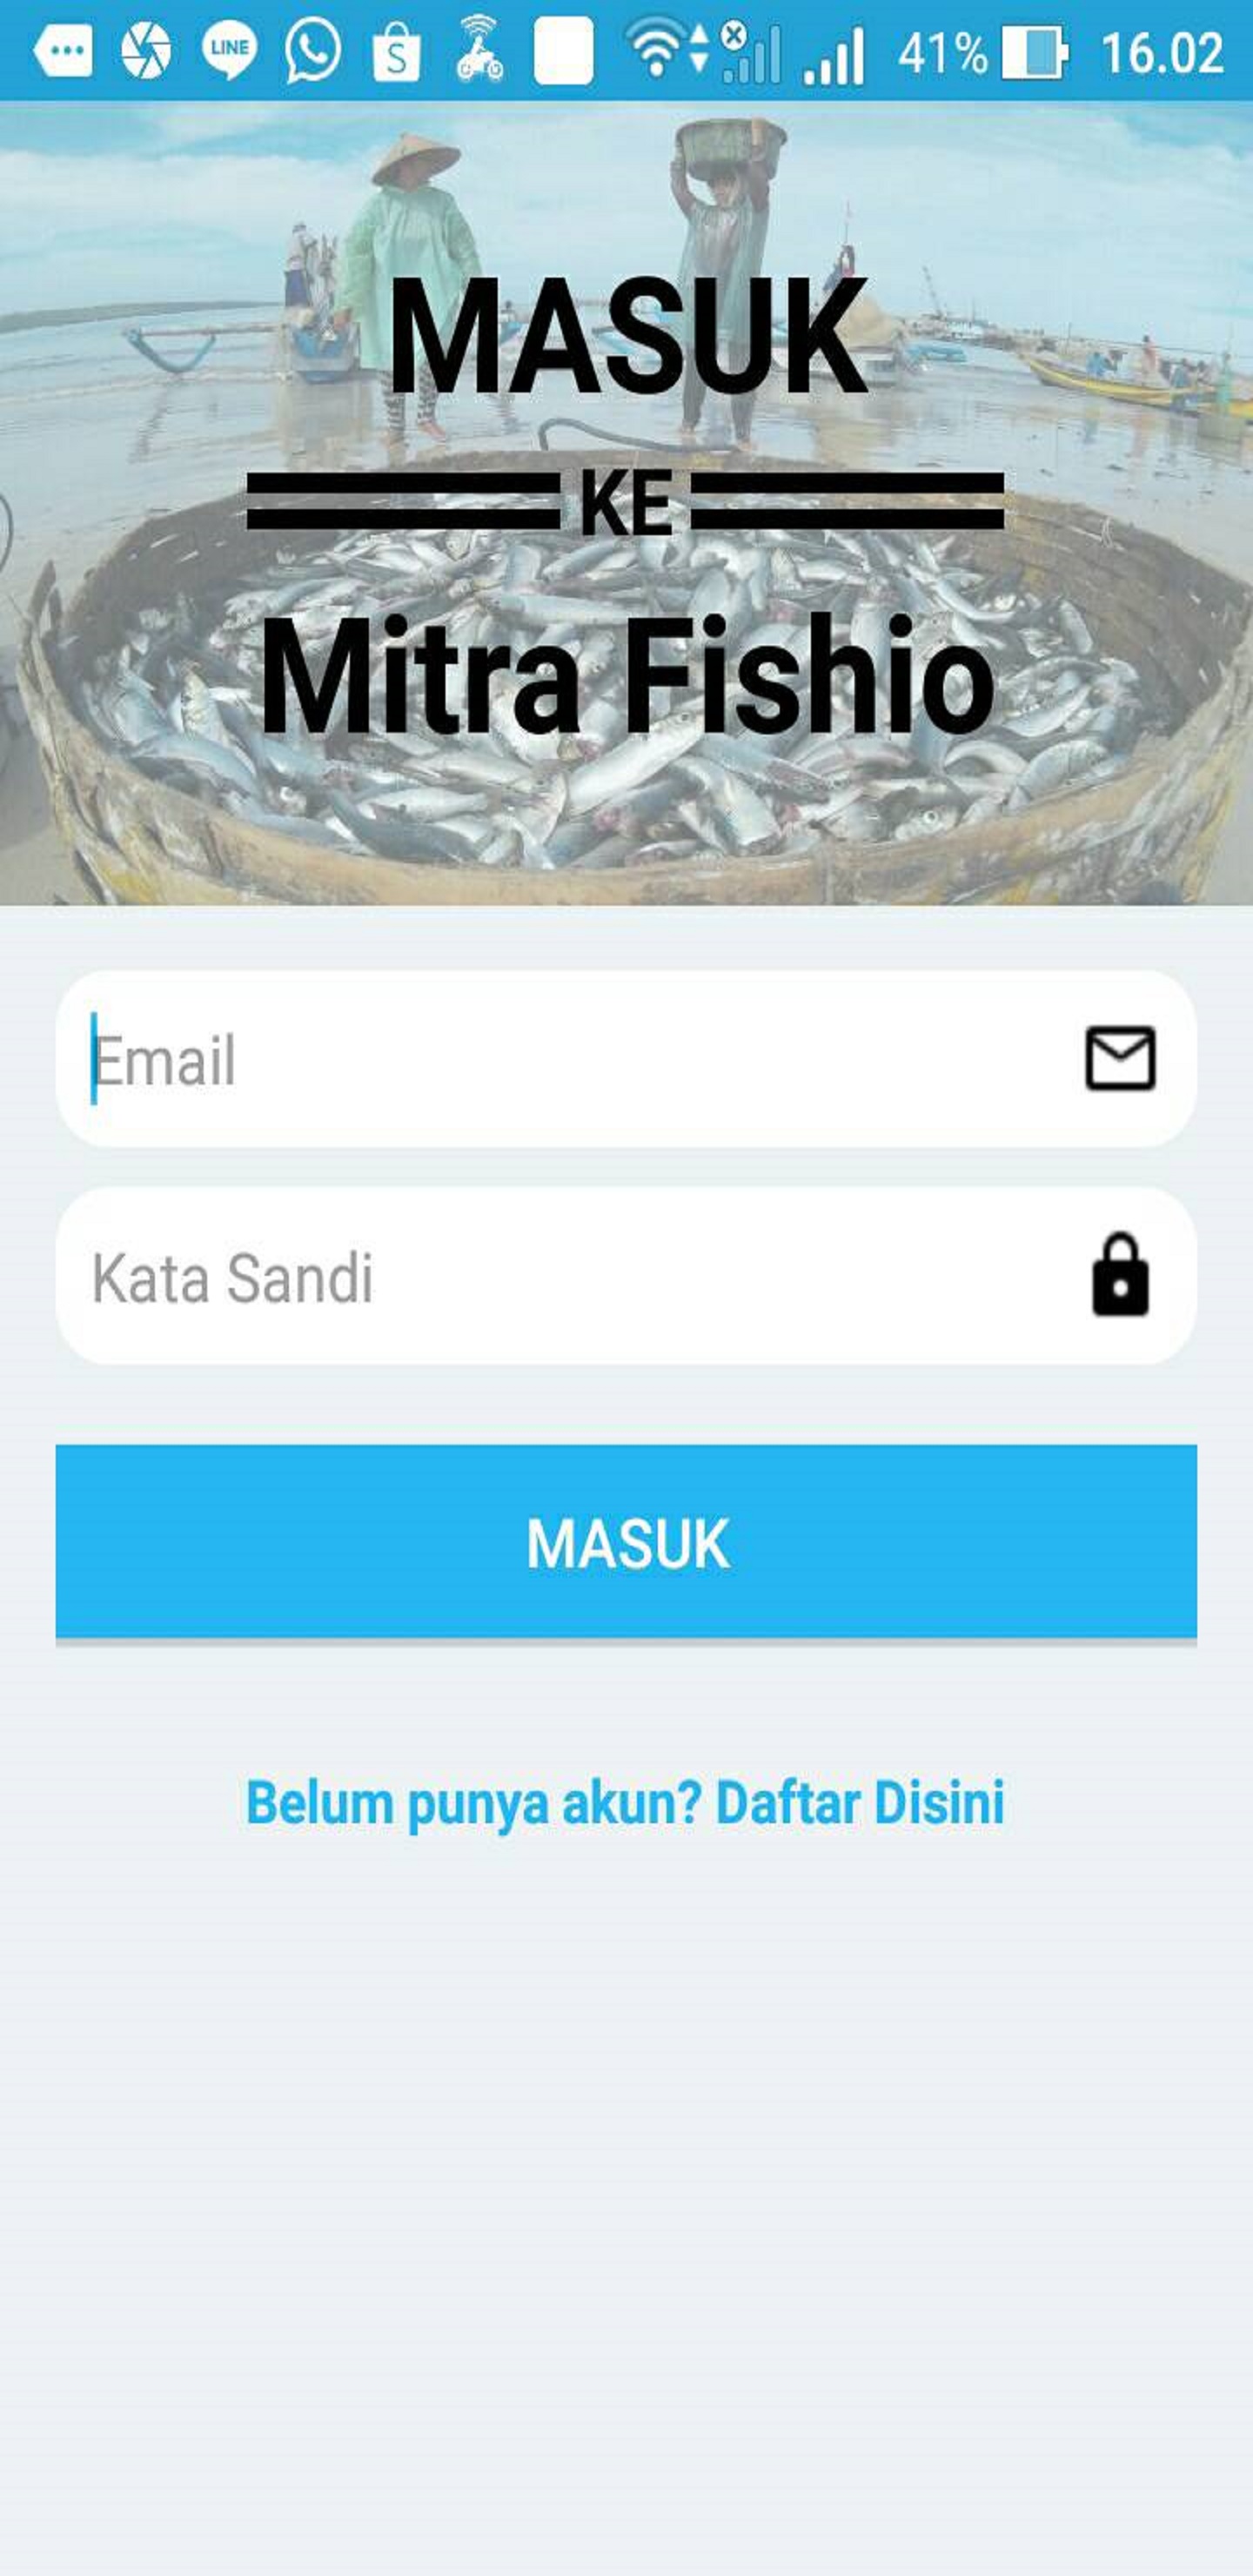 LINE
S
41% 16.02
MASUK
KE
Mitra Fishio
Email
Kata Sandi
MASUK
Belum punya akun? Daftar Disini